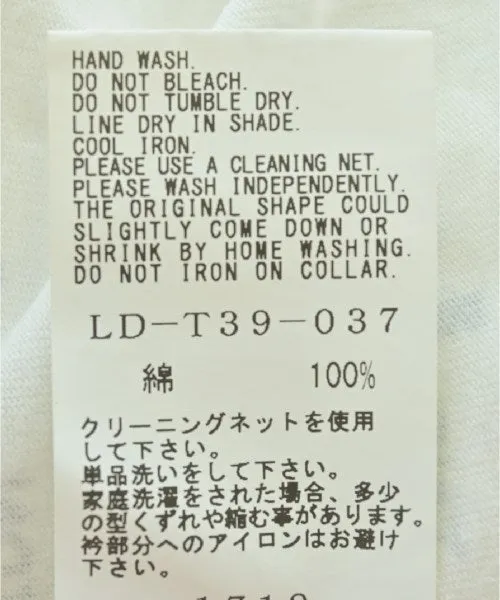 HAND WASH.
DO NOT BLEACH.
DO NOT TUMBLE DRY.
LINE DRY IN SHADE.
COOL IRON.
PLEASE USE A CLEANING NET.
PLEASE WASH INDEPENDENTLY.
THE ORIGINAL SHAPE COULD
SLIGHTLY COME DOWN OR
SHRINK BY HOME WASHING.
DO NOT IRON ON COLLAR.
LD-T39-037
綿 100%
クリーニングネットを使用
して下さい。
単品洗いをして下さい。
家庭洗濯をされた場合、多少
の型くずれや縮む事があります。
衿部分へのアイロンはお避け
下さい。